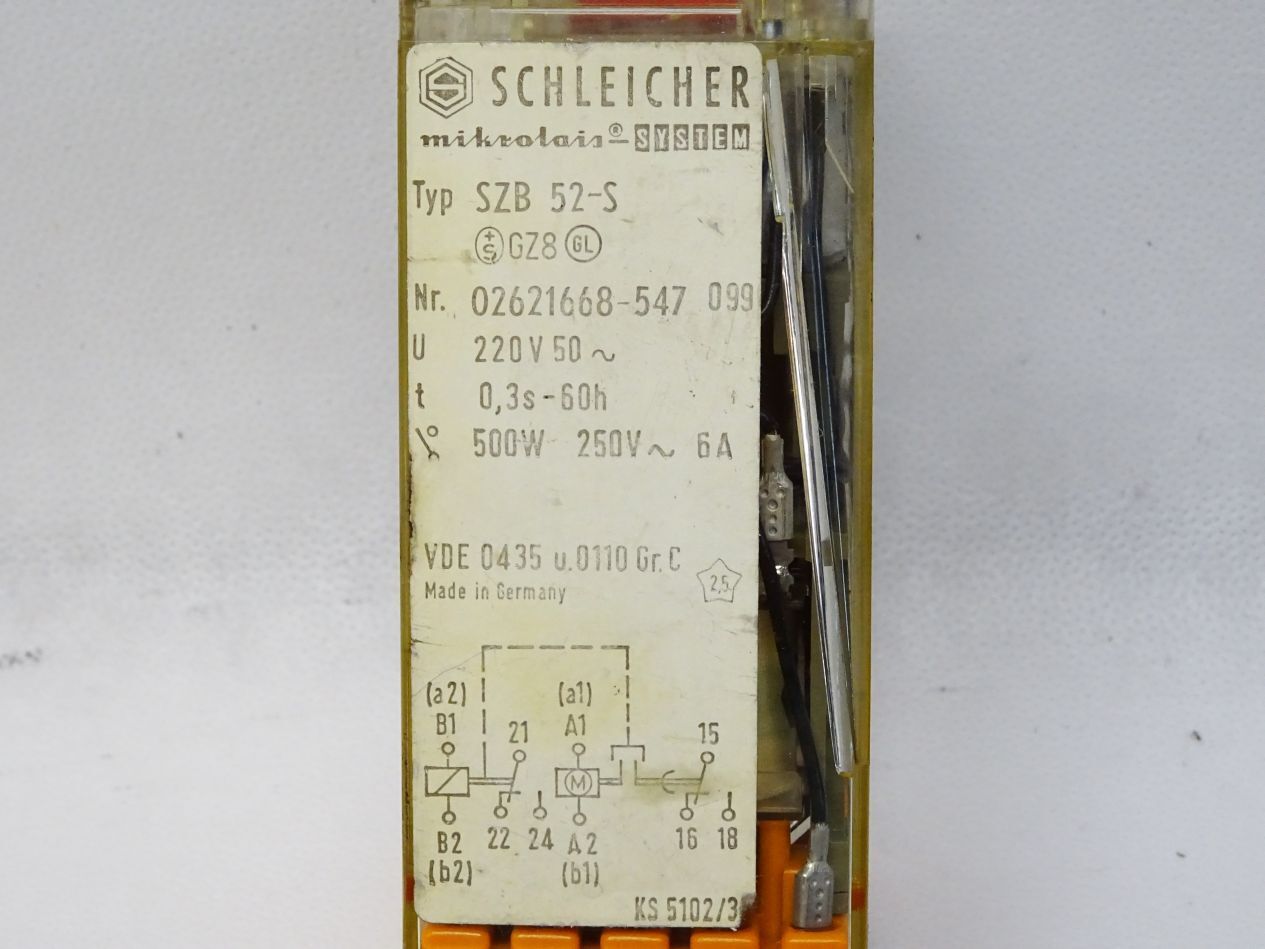 S SCHLEICHER
mikrolais® SYSTEM
Typ SZB 52-S
+S GZ8 GL
Nr. 02621668-547 099
U 220V 50 ~
t 0,3s-60h
500W 250V~ 6A
VDE 0435 u.0110 Gr.C
Made in Germany 2,5
(a2) (a1)
B1 21 A1 15
M
22 24 16 18
B2 A2
(b2) (b1)
KS 5102/3